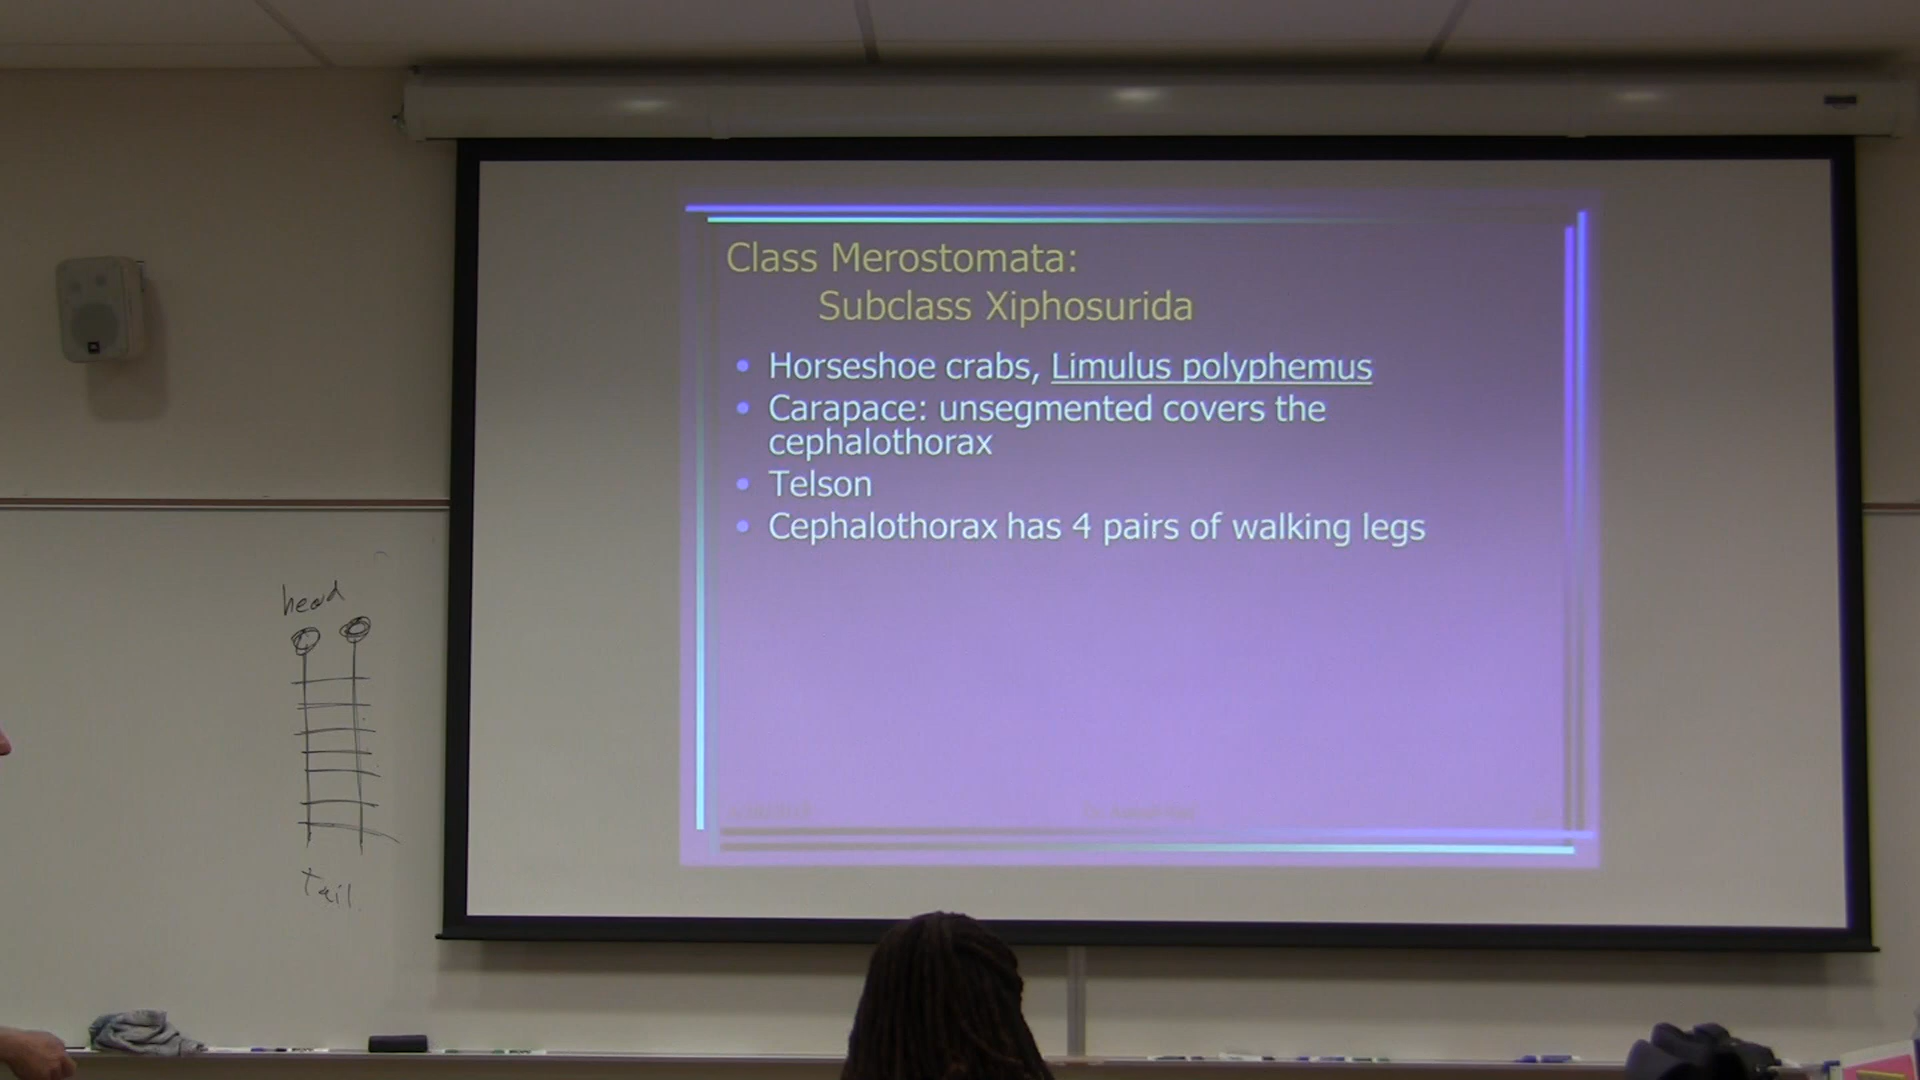 Class Merostomata:
Subclass Xiphosurida
• Horseshoe crabs, Limulus polyphemus
• Carapace: unsegmented covers the
cephalothorax
• Telson
• Cephalothorax has 4 pairs of walking legs
head
tail